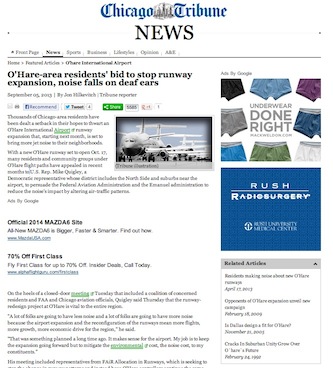 Chicago Tribune
NEWS
Front Page News Sports Business Lifestyles Opinion A&E
Home > Featured Articles > O'hare International Airport
O'Hare-area residents' bid to stop runway
expansion, noise falls on deaf ears
September 03, 2013 | By Jon Hilkevitch | Tribune reporter
Recommend
Tweet
Share
Thousands of Chicago-area residents have
been dealt a setback in their hopes to thwart an
O'Hare International Airport runway
expansion that, starting next month, is set to
bring more jet noise to their neighborhoods.
With a new O'Hare runway set to open Oct. 17,
many residents and community groups under
O'Hare flight paths have appealed in recent
months to U.S. Rep. Mike Quigley, a
Democratic representative whose district includes the North Side and suburbs near the
airport, to persuade the Federal Aviation Administration and the Emanuel administration to
reduce the noise's impact by altering air-traffic patterns.
(Tribune illustration)
Ads By Google
Official 2014 MAZDA6 Site
All-New MAZDA6 is Bigger, Faster & Smarter. Find out how.
www.MazdaUSA.com
70% Off First Class
Fly First Class for up to 70% Off. Insider Deals, Call Today.
www.alphaflightguru.com/firstclass
On the heels of a closed-door meeting Tuesday that included a coalition of concerned
residents and FAA and Chicago aviation officials, Quigley said Thursday the runway-
redesign project at O'Hare is vital to the entire region.
"A lot of folks are going to have less noise and a lot of folks are going to have more noise
because the airport expansion and the reconfiguration of the runways mean more flights,
more growth, more economic drive for the region," he said.
"That was something planned a long time ago. It makes sense for the airport. My job is to keep
the expansion going forward but to mitigate the environmental cost, the noise cost, to my
constituents."
His meeting included representatives from FAiR Allocation in Runways, which is seeking to
Ads By Google
UNDERWEAR
DONE
RIGHT
MACKWELDON.COM
RUSH
RADIOSURGERY
RUSH UNIVERSITY
MEDICAL CENTER
Related Articles
Residents making noise about new O'Hare
runways
April 17, 2013
Opponents of O'Hare expansion unveil new
campaign
February 18, 2009
Is Dallas design a fit for O'Hare?
November 21, 2003
Cracks In Suburban Unity Grow Over
O`hare`s Future
February 24, 1992